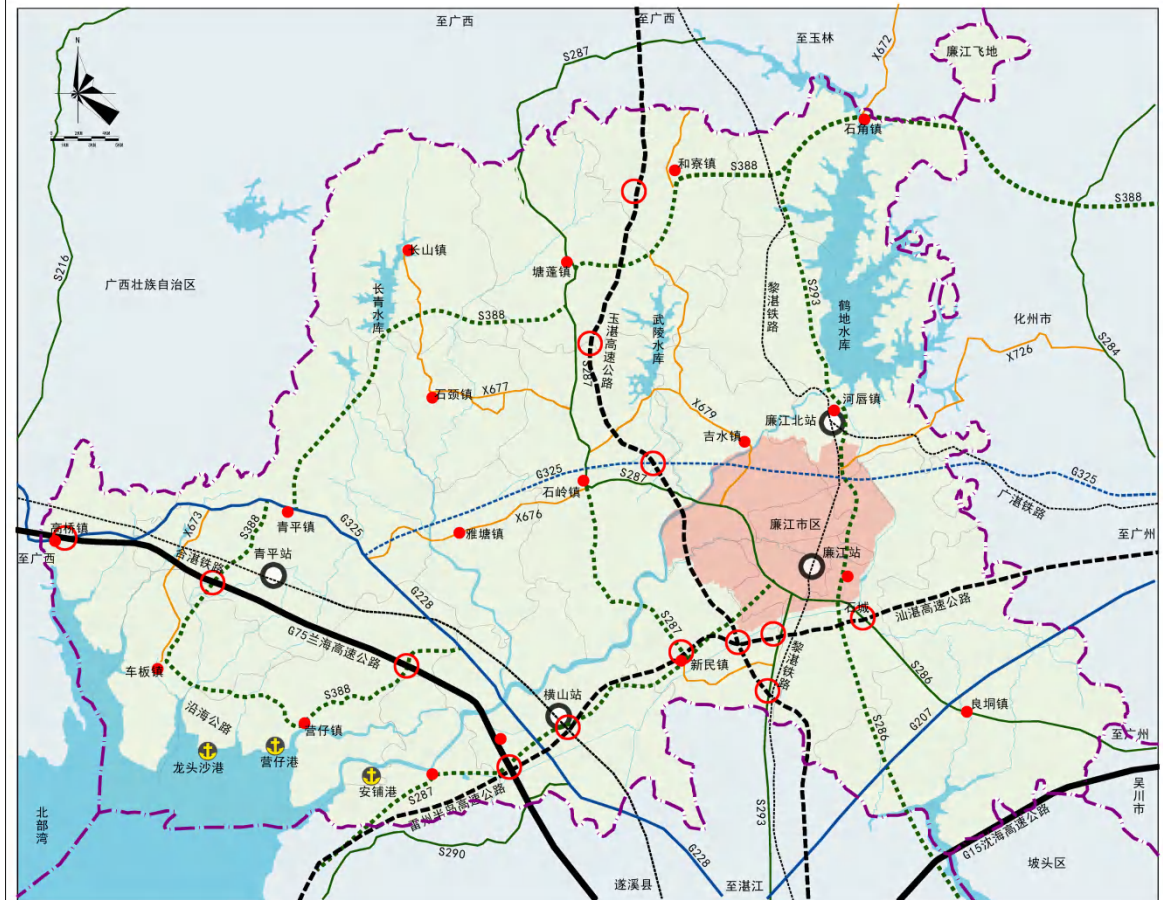 至广西
至广西
至玉林
X672
廉江飞地
S287
N
石角镇
和寮镇
S388
S388
S216
长山镇
塘蓬镇
广西壮族自治区
S293
黎湛铁路
长青水库
S388
玉湛高速公路
武陵水库
鹤地水库
化州市
S284
X726
S287
石颈镇
X677
X679
河唇镇
廉江北站
吉水镇
G325
S287
G325
石岭镇
广湛铁路
X673
S388
青平镇
G325
X676
雅塘镇
廉江市区
高桥镇
至广西
合湛铁路
青平站
廉江站
至广州
G228
石城
汕湛高速公路
G75兰海高速公路
S287
新民镇
黎湛铁路
车板镇
S286
S388
横山站
良垌镇
沿海公路
营仔镇
G207
至广州
S286
龙头沙港
营仔港
安铺港
S287
雷州半岛高速公路
吴川市
北部湾
S293
G15沈海高速公路
S290
G228
坡头区
遂溪县
至湛江